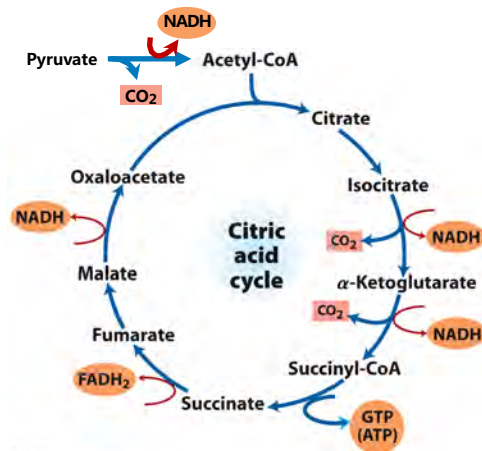 NADH
Pyruvate
Acetyl-CoA
CO₂
Citrate
Oxaloacetate
Isocitrate
NADH
Citric
acid
cycle
CO₂
NADH
Malate
α-Ketoglutarate
CO₂
NADH
Fumarate
Succinyl-CoA
FADH₂
Succinate
GTP
(ATP)